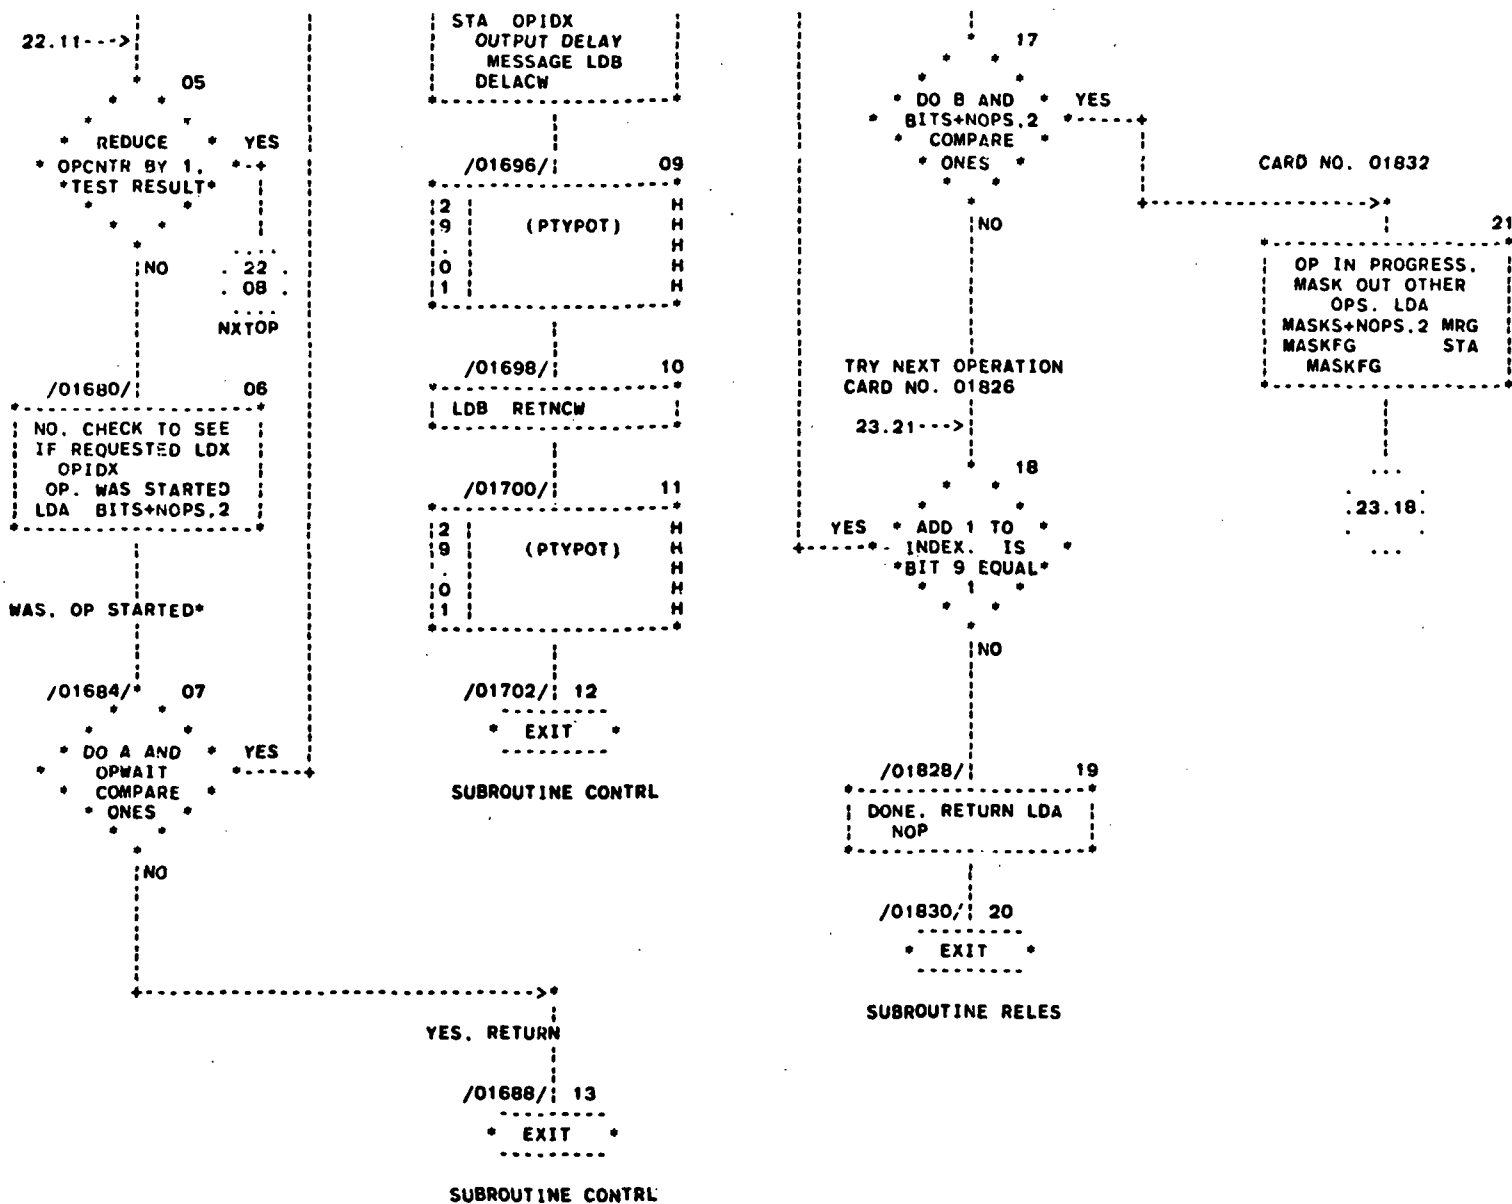 22.11--->
05
REDUCE
OPCNTR BY 1,
TEST RESULT
YES
NO
. 22 .
. 08 .
NXTOP
/01680/
06
NO, CHECK TO SEE
IF REQUESTED LDX
OPIDX
OP. WAS STARTED
LDA BITS+NOPS,2
WAS, OP STARTED*
/01684/
07
DO A AND
OPWAIT
COMPARE
ONES
YES
NO
STA OPIDX
OUTPUT DELAY
MESSAGE LDB
DELACW
/01696/
09
2 H
9 (PTYPOT) H
. H
0 H
1 H
/01698/
10
LDB RETNCW
/01700/
11
2 H
9 (PTYPOT) H
. H
0 H
1 H
/01702/ 12
EXIT
SUBROUTINE CONTRL
YES, RETURN
/01688/ 13
EXIT
SUBROUTINE CONTRL
17
DO B AND
BITS+NOPS,2
COMPARE
ONES
YES
NO
TRY NEXT OPERATION
CARD NO. 01826
23.21--->
18
ADD 1 TO
INDEX. IS
BIT 9 EQUAL
1
YES
NO
/01828/
19
DONE. RETURN LDA
NOP
/01830/ 20
EXIT
SUBROUTINE RELES
CARD NO. 01832
21
OP IN PROGRESS.
MASK OUT OTHER
OPS. LDA
MASKS+NOPS,2 MRG
MASKFG STA
MASKFG
.23.18.